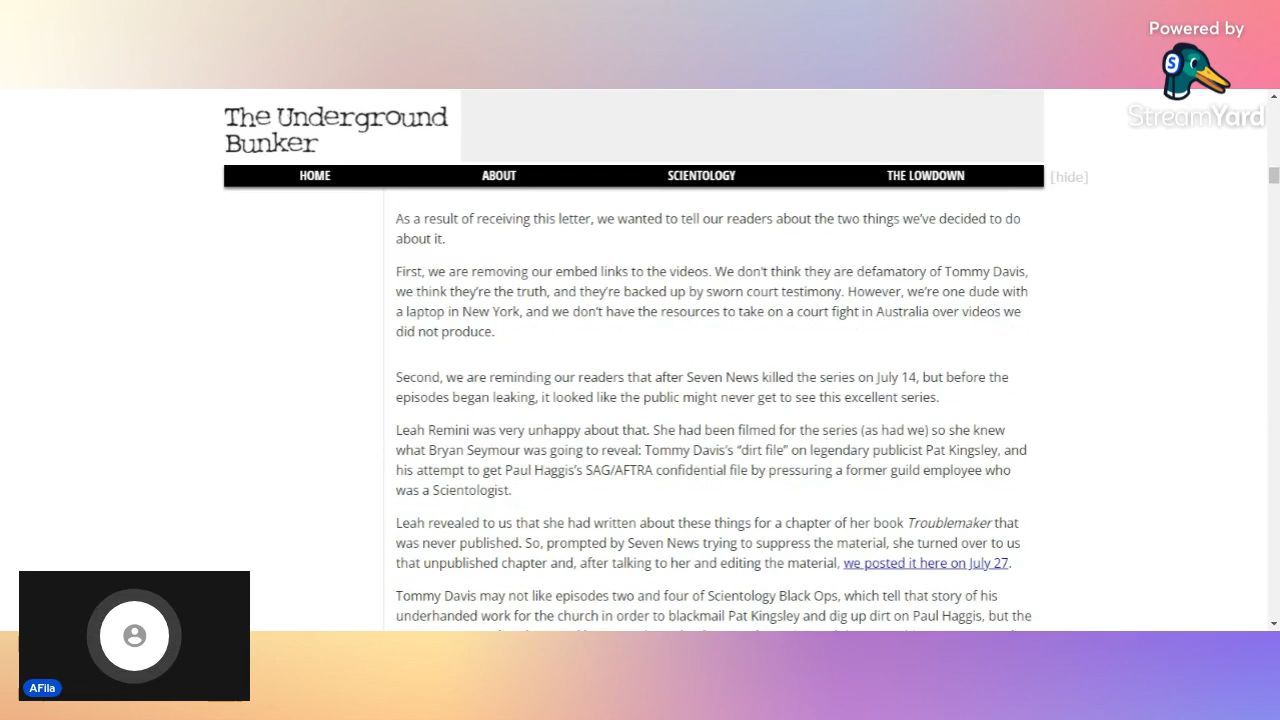 Powered by
S
StreamYard
The Underground
Bunker
HOME ABOUT SCIENTOLOGY THE LOWDOWN [hide]
As a result of receiving this letter, we wanted to tell our readers about the two things we've decided to do
about it.
First, we are removing our embed links to the videos. We don't think they are defamatory of Tommy Davis,
we think they're the truth, and they're backed up by sworn court testimony. However, we're one dude with
a laptop in New York, and we don't have the resources to take on a court fight in Australia over videos we
did not produce.
Second, we are reminding our readers that after Seven News killed the series on July 14, but before the
episodes began leaking, it looked like the public might never get to see this excellent series.
Leah Remini was very unhappy about that. She had been filmed for the series (as had we) so she knew
what Bryan Seymour was going to reveal: Tommy Davis's “dirt file” on legendary publicist Pat Kingsley, and
his attempt to get Paul Haggis's SAG/AFTRA confidential file by pressuring a former guild employee who
was a Scientologist.
Leah revealed to us that she had written about these things for a chapter of her book Troublemaker that
was never published. So, prompted by Seven News trying to suppress the material, she turned over to us
that unpublished chapter and, after talking to her and editing the material, we posted it here on July 27.
Tommy Davis may not like episodes two and four of Scientology Black Ops, which tell that story of his
underhanded work for the church in order to blackmail Pat Kingsley and dig up dirt on Paul Haggis, but the
AFila